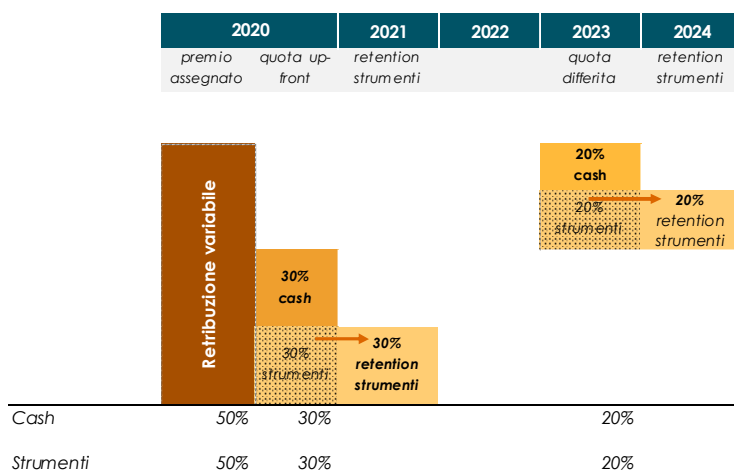 2020 2021 2022 2023 2024
premio quota up- retention quota retention
assegnato front strumenti differita strumenti
Retribuzione variabile
20%
cash
20%
strumenti
20%
retention
strumenti
30%
cash
30%
strumenti
30%
retention
strumenti
Cash 50% 30% 20%
Strumenti 50% 30% 20%